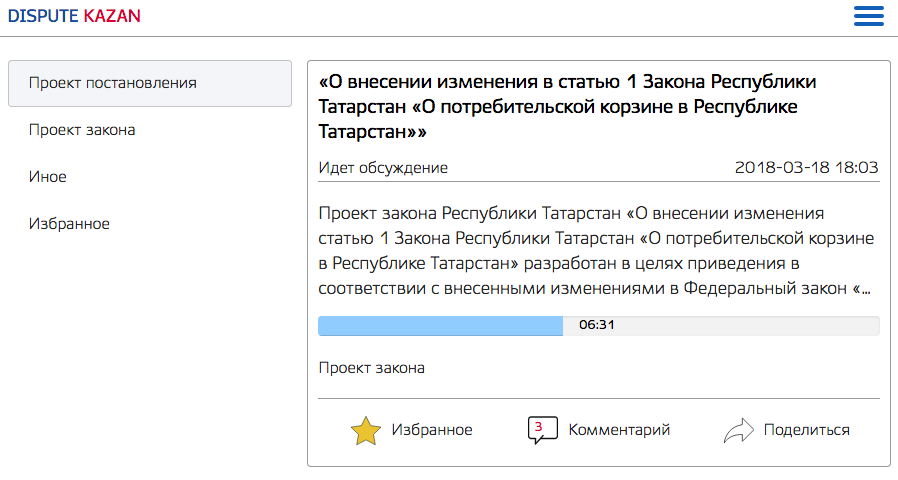 DISPUTE KAZAN
Проект постановления
Проект закона
Иное
Избранное
«О внесении изменения в статью 1 Закона Республики
Татарстан «О потребительской корзине в Республике
Татарстан»»
Идет обсуждение 2018-03-18 18:03
Проект закона Республики Татарстан «О внесении изменения
статью 1 Закона Республики Татарстан «О потребительской корзине
в Республике Татарстан» разработан в целях приведения в
соответствии с внесенными изменениями в Федеральный закон «...
06:31
Проект закона
Избранное 3 Комментарий Поделиться